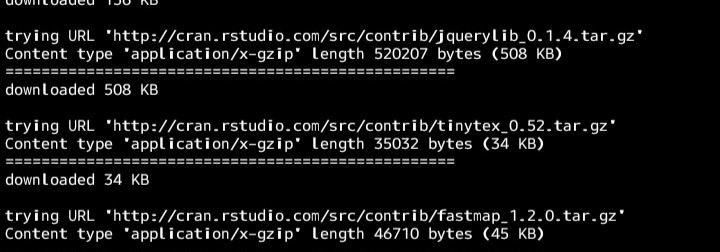 downloaded 158 KB
trying URL 'http://cran.rstudio.com/src/contrib/jquerylib_0.1.4.tar.gz'
Content type 'application/x-gzip' length 520207 bytes (508 KB)
==================================================
downloaded 508 KB
trying URL 'http://cran.rstudio.com/src/contrib/tinytex_0.52.tar.gz'
Content type 'application/x-gzip' length 35032 bytes (34 KB)
==================================================
downloaded 34 KB
trying URL 'http://cran.rstudio.com/src/contrib/fastmap_1.2.0.tar.gz'
Content type 'application/x-gzip' length 46710 bytes (45 KB)